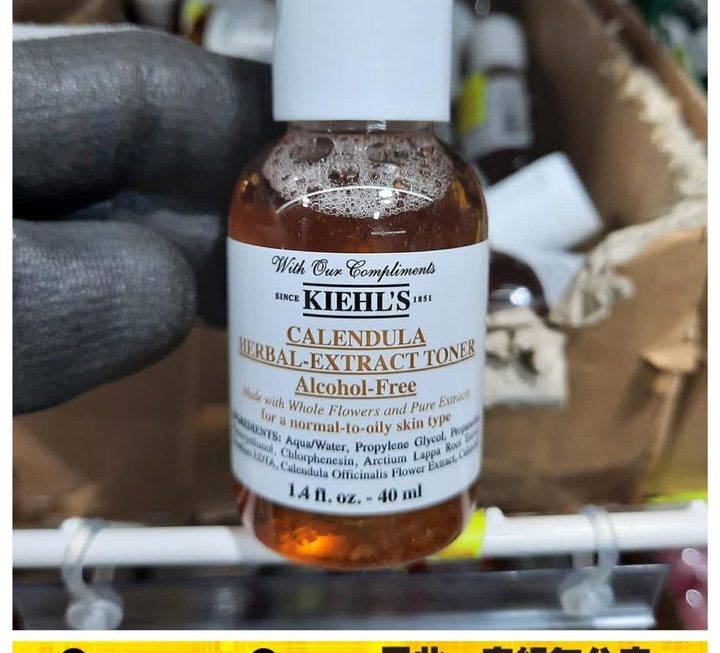 With Our Compliments
SINCE KIEHL'S 1851
CALENDULA
HERBAL-EXTRACT TONER
Alcohol-Free
Made with Whole Flowers and Pure Extracts
for a normal-to-oily skin type
INGREDIENTS: Aqua/Water, Propylene Glycol,
Chlorphenesin, Arctium Lappa Root
EDTA, Calendula Officinalis Flower Extract,
1.4 fl. oz. - 40 ml